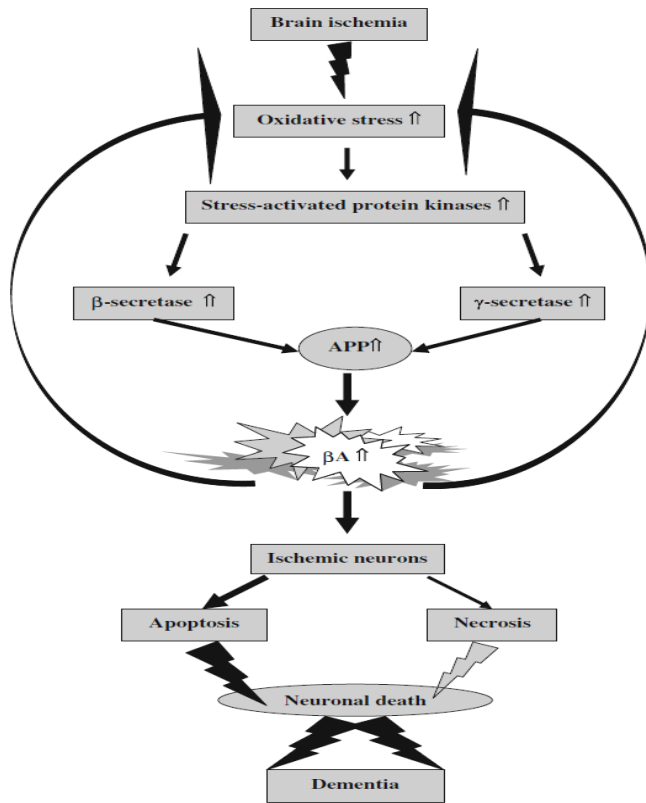 Brain ischemia
Oxidative stress ⇑
Stress-activated protein kinases ⇑
β-secretase ⇑
γ-secretase ⇑
APP⇑
βA ⇑
Ischemic neurons
Apoptosis
Necrosis
Neuronal death
Dementia